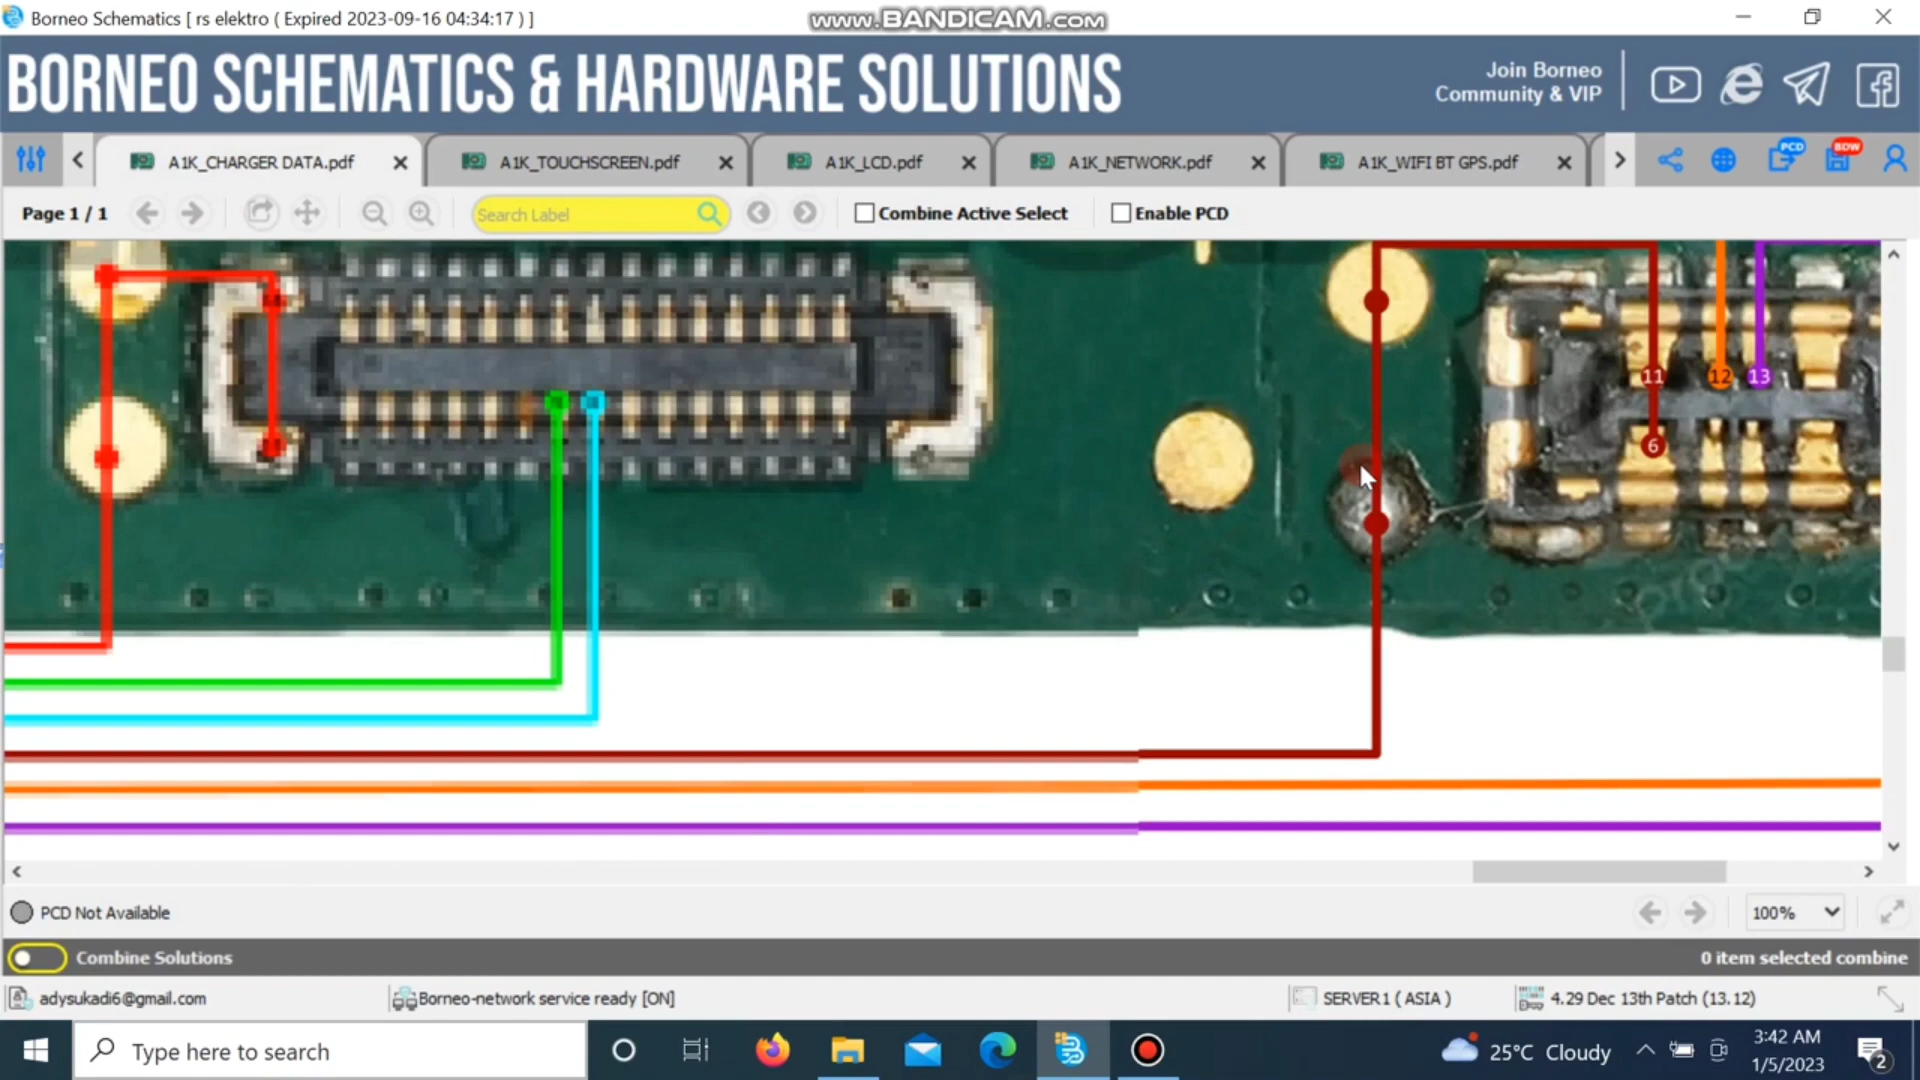 Borneo Schematics [ rs elektro ( Expired 2023-09-16 04:34:17 ) ]
www.BANDICAM.com
BORNEO SCHEMATICS & HARDWARE SOLUTIONS
Join Borneo
Community & VIP
A1K_CHARGER DATA.pdf
A1K_TOUCHSCREEN.pdf
A1K_LCD.pdf
A1K_NETWORK.pdf
A1K_WIFI BT GPS.pdf
PCD
BDW
Page 1 / 1
Search Label
Combine Active Select
Enable PCD
11
12
13
6
PCD Not Available
100%
Combine Solutions
0 item selected combine
adysukadi6@gmail.com
Borneo-network service ready [ON]
SERVER1 ( ASIA )
4.29 Dec 13th Patch (13.12)
Type here to search
25°C Cloudy
3:42 AM
1/5/2023
2